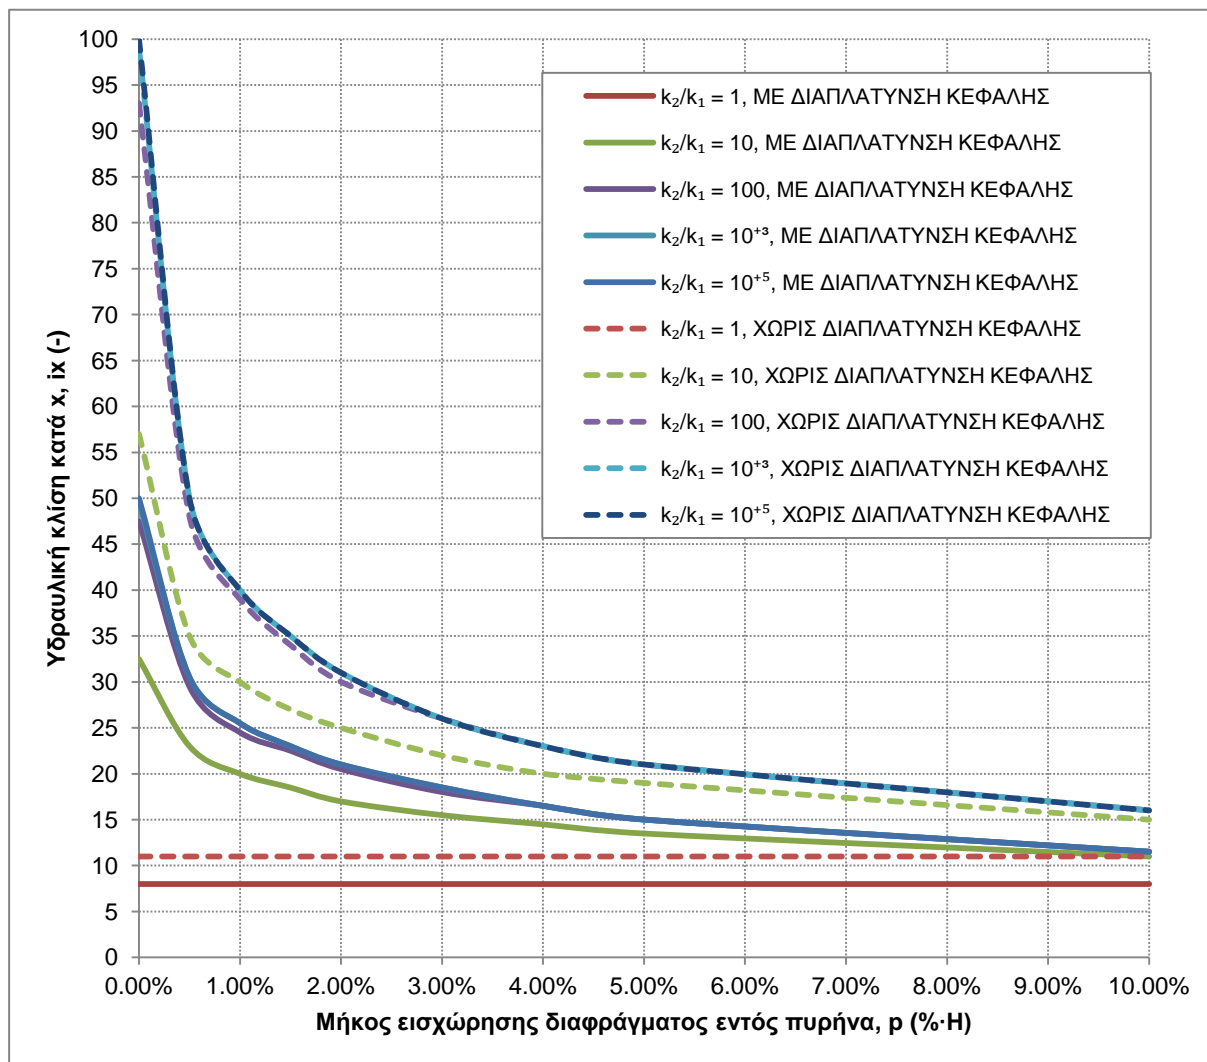 Υδραυλική κλίση κατά x, ix (-)
100
95
90
85
80
75
70
65
60
55
50
45
40
35
30
25
20
15
10
5
0
k₂/k₁ = 1, ΜΕ ΔΙΑΠΛΑΤΥΝΣΗ ΚΕΦΑΛΗΣ
k₂/k₁ = 10, ΜΕ ΔΙΑΠΛΑΤΥΝΣΗ ΚΕΦΑΛΗΣ
k₂/k₁ = 100, ΜΕ ΔΙΑΠΛΑΤΥΝΣΗ ΚΕΦΑΛΗΣ
k₂/k₁ = 10⁺³, ΜΕ ΔΙΑΠΛΑΤΥΝΣΗ ΚΕΦΑΛΗΣ
k₂/k₁ = 10⁺⁵, ΜΕ ΔΙΑΠΛΑΤΥΝΣΗ ΚΕΦΑΛΗΣ
k₂/k₁ = 1, ΧΩΡΙΣ ΔΙΑΠΛΑΤΥΝΣΗ ΚΕΦΑΛΗΣ
k₂/k₁ = 10, ΧΩΡΙΣ ΔΙΑΠΛΑΤΥΝΣΗ ΚΕΦΑΛΗΣ
k₂/k₁ = 100, ΧΩΡΙΣ ΔΙΑΠΛΑΤΥΝΣΗ ΚΕΦΑΛΗΣ
k₂/k₁ = 10⁺³, ΧΩΡΙΣ ΔΙΑΠΛΑΤΥΝΣΗ ΚΕΦΑΛΗΣ
k₂/k₁ = 10⁺⁵, ΧΩΡΙΣ ΔΙΑΠΛΑΤΥΝΣΗ ΚΕΦΑΛΗΣ
0.00% 1.00% 2.00% 3.00% 4.00% 5.00% 6.00% 7.00% 8.00% 9.00% 10.00%
Μήκος εισχώρησης διαφράγματος εντός πυρήνα, p (%·H)